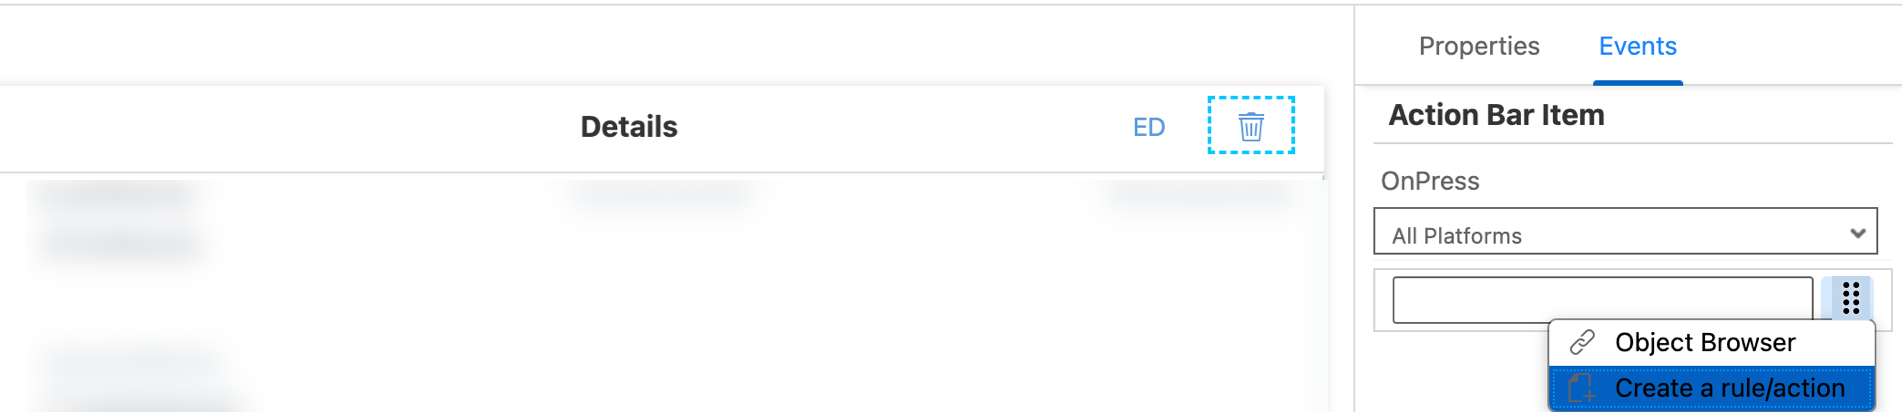 Properties Events
Details ED
Action Bar Item
OnPress
All Platforms
Object Browser
Create a rule/action